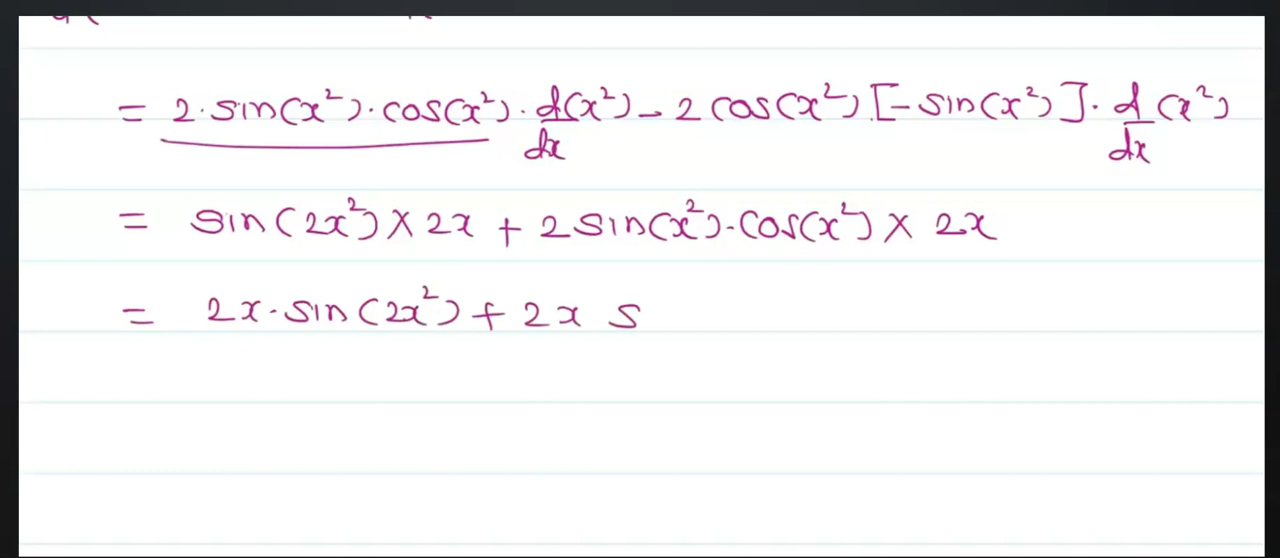 = 2·sin(x²)·cos(x²)·d/dx(x²) - 2cos(x²)[-sin(x²)]·d/dx(x²)
= sin(2x²) × 2x + 2sin(x²)·cos(x²) × 2x
= 2x·sin(2x²) + 2x s